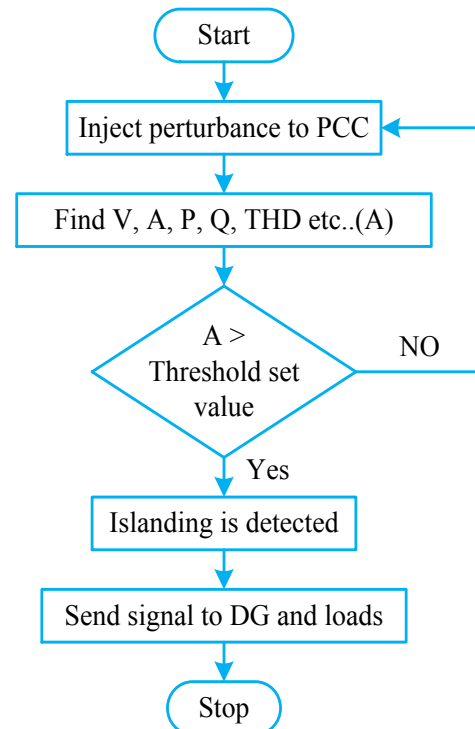 Start
Inject perturbance to PCC
Find V, A, P, Q, THD etc..(A)
A >
Threshold set
value
NO
Yes
Islanding is detected
Send signal to DG and loads
Stop